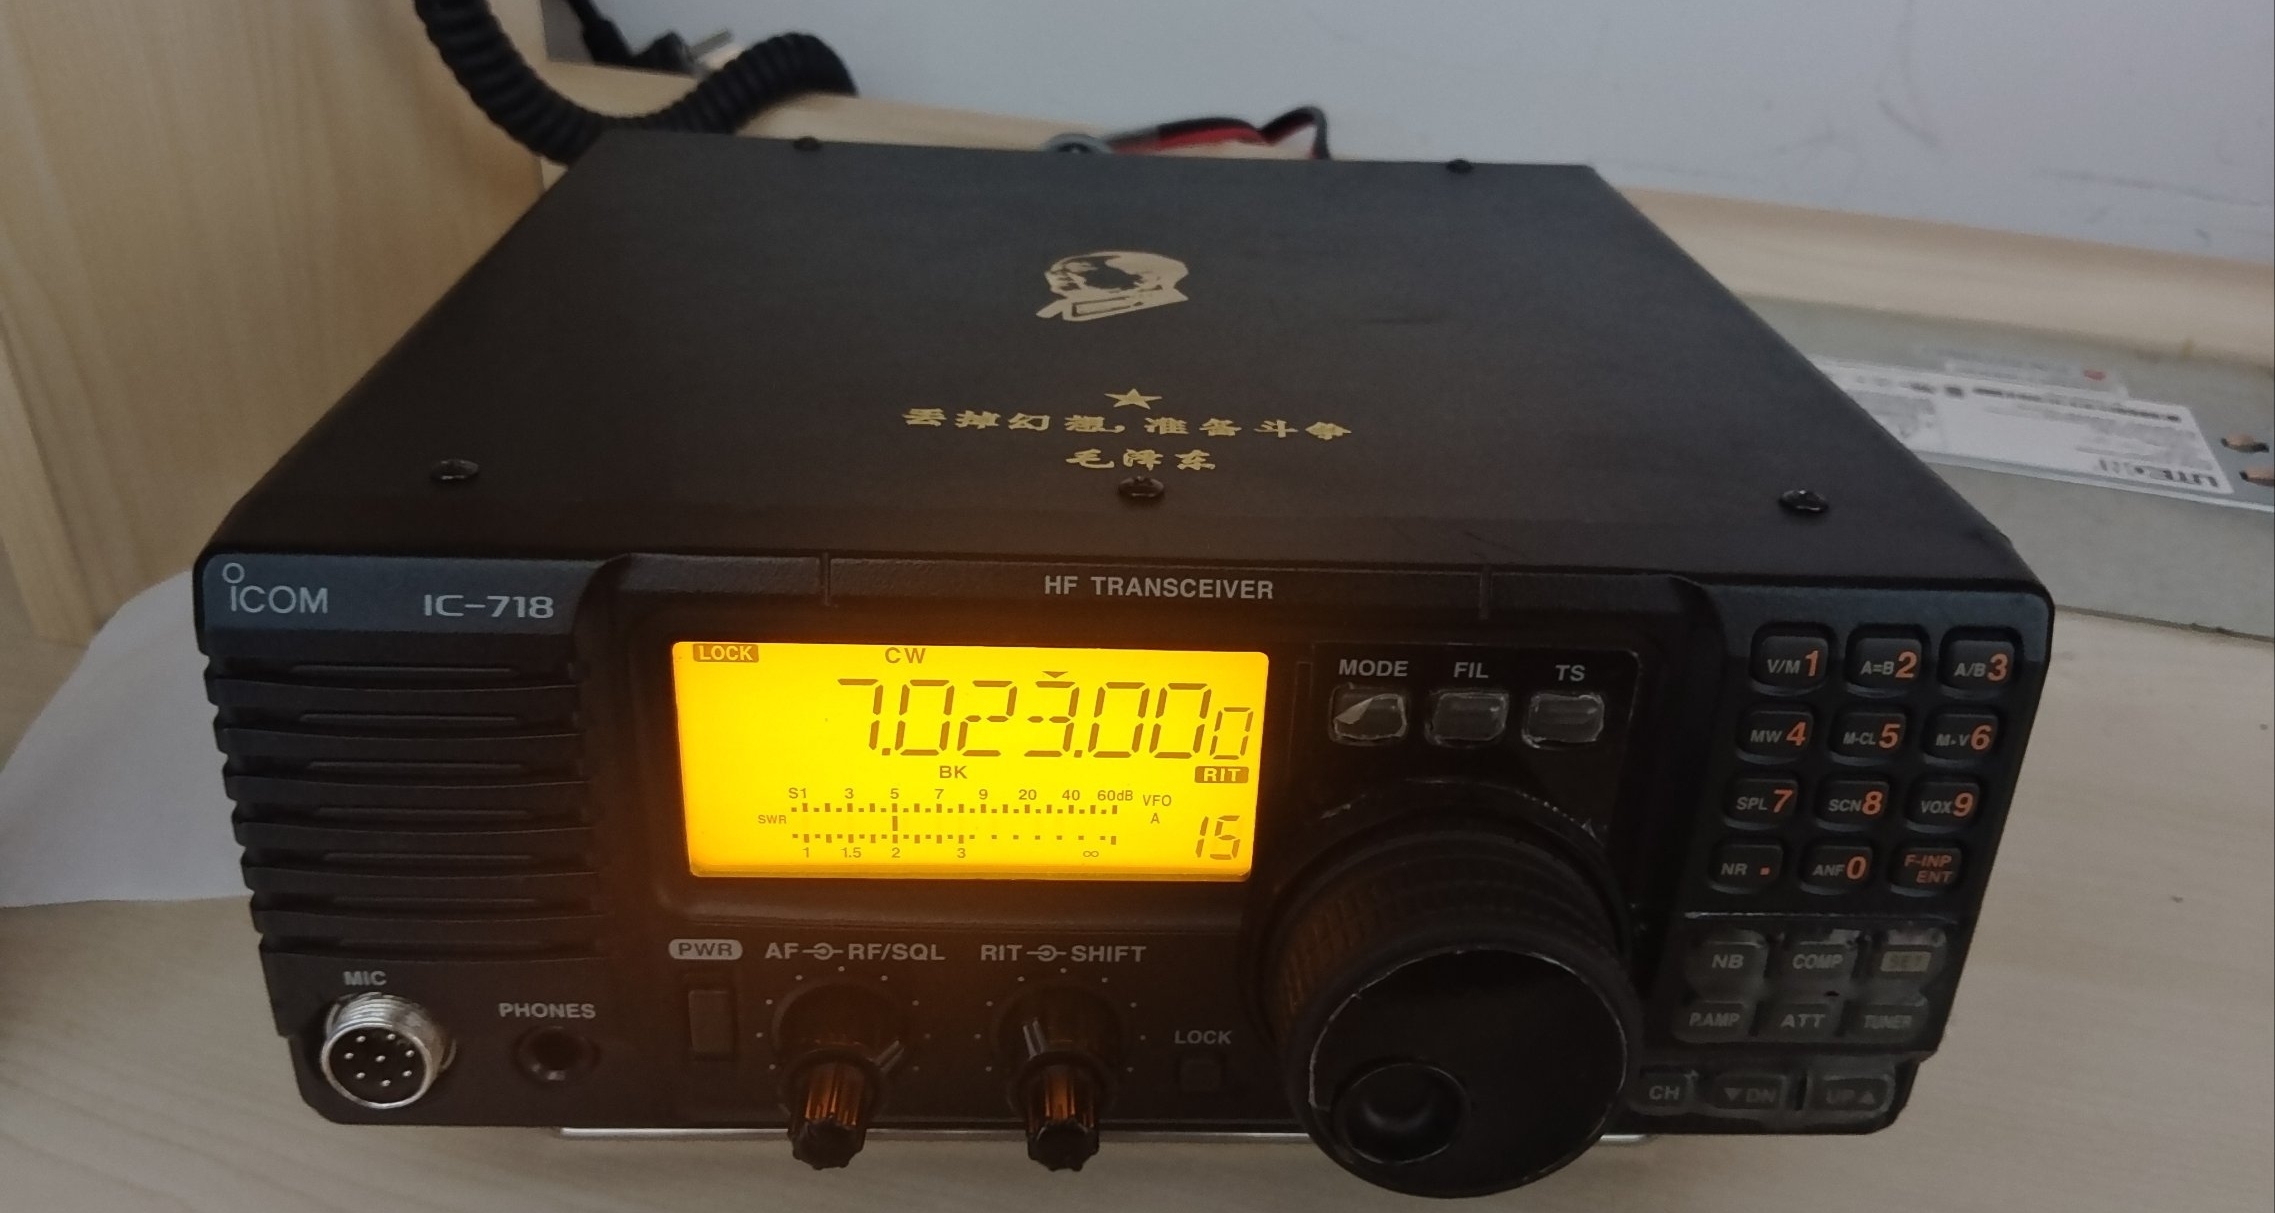 丢掉幻想,准备斗争
毛泽东
ICOM
IC-718
HF TRANSCEIVER
LOCK
CW
7.023.000
BK
RIT
S1 3 5 7 9 20 40 60dB
VFO
A
SWR
1 1.5 2 3 ∞
15
MODE FIL TS
V/M 1 A=B 2 A/B 3
MW 4 M-CL 5 M▸V 6
SPL 7 SCN 8 VOX 9
NR . ANF 0 F-INP ENT
NB COMP SET
P.AMP ATT TUNER
CH ▼DN UP▲
PWR
AF RF/SQL
RIT SHIFT
LOCK
MIC
PHONES